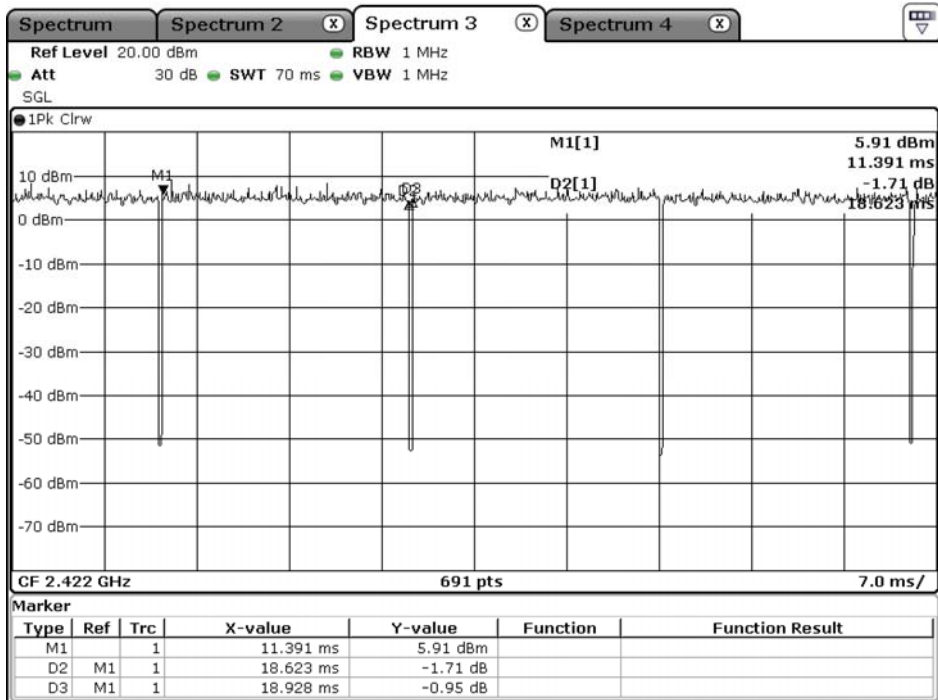 Spectrum Spectrum 2 X Spectrum 3 X Spectrum 4 X
Ref Level 20.00 dBm RBW 1 MHz
Att 30 dB SWT 70 ms VBW 1 MHz
SGL
1Pk Clrw
M1[1] 5.91 dBm
11.391 ms
10 dBm M1 D2[1] -1.71 dB
18.623 ms
0 dBm
-10 dBm
-20 dBm
-30 dBm
-40 dBm
-50 dBm
-60 dBm
-70 dBm
CF 2.422 GHz 691 pts 7.0 ms/
Marker
Type Ref Trc X-value Y-value Function Function Result
M1 1 11.391 ms 5.91 dBm
D2 M1 1 18.623 ms -1.71 dB
D3 M1 1 18.928 ms -0.95 dB